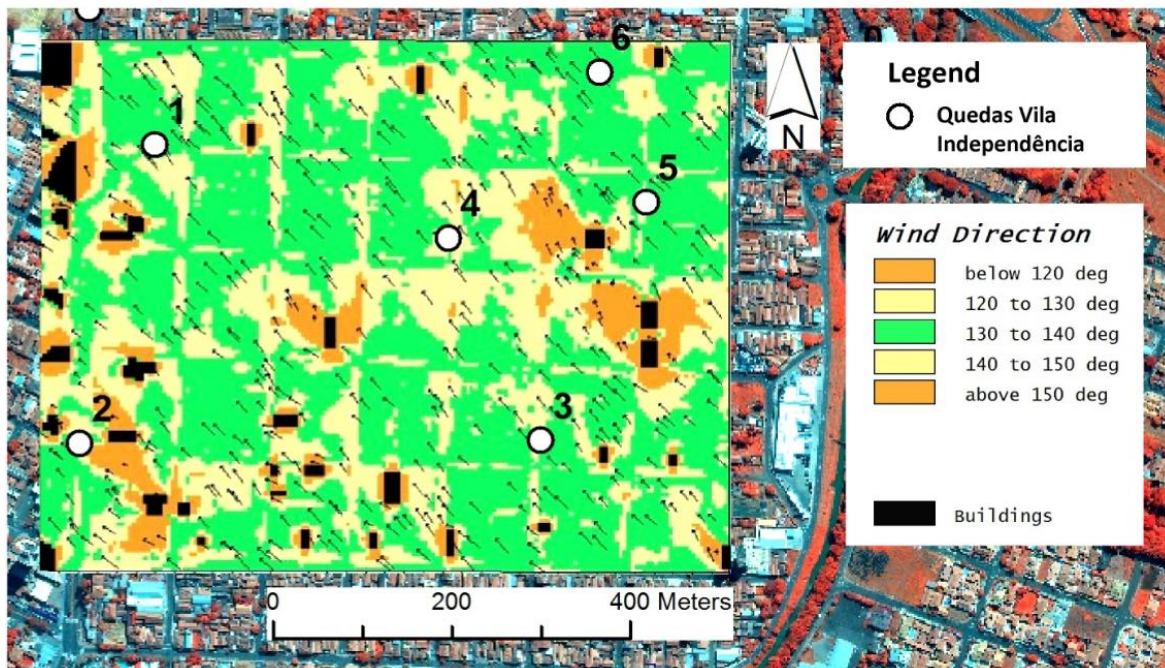 6
1
5
4
2
3
N
0 200 400 Meters
Legend
Quedas Vila
Independência
Wind Direction
below 120 deg
120 to 130 deg
130 to 140 deg
140 to 150 deg
above 150 deg
Buildings